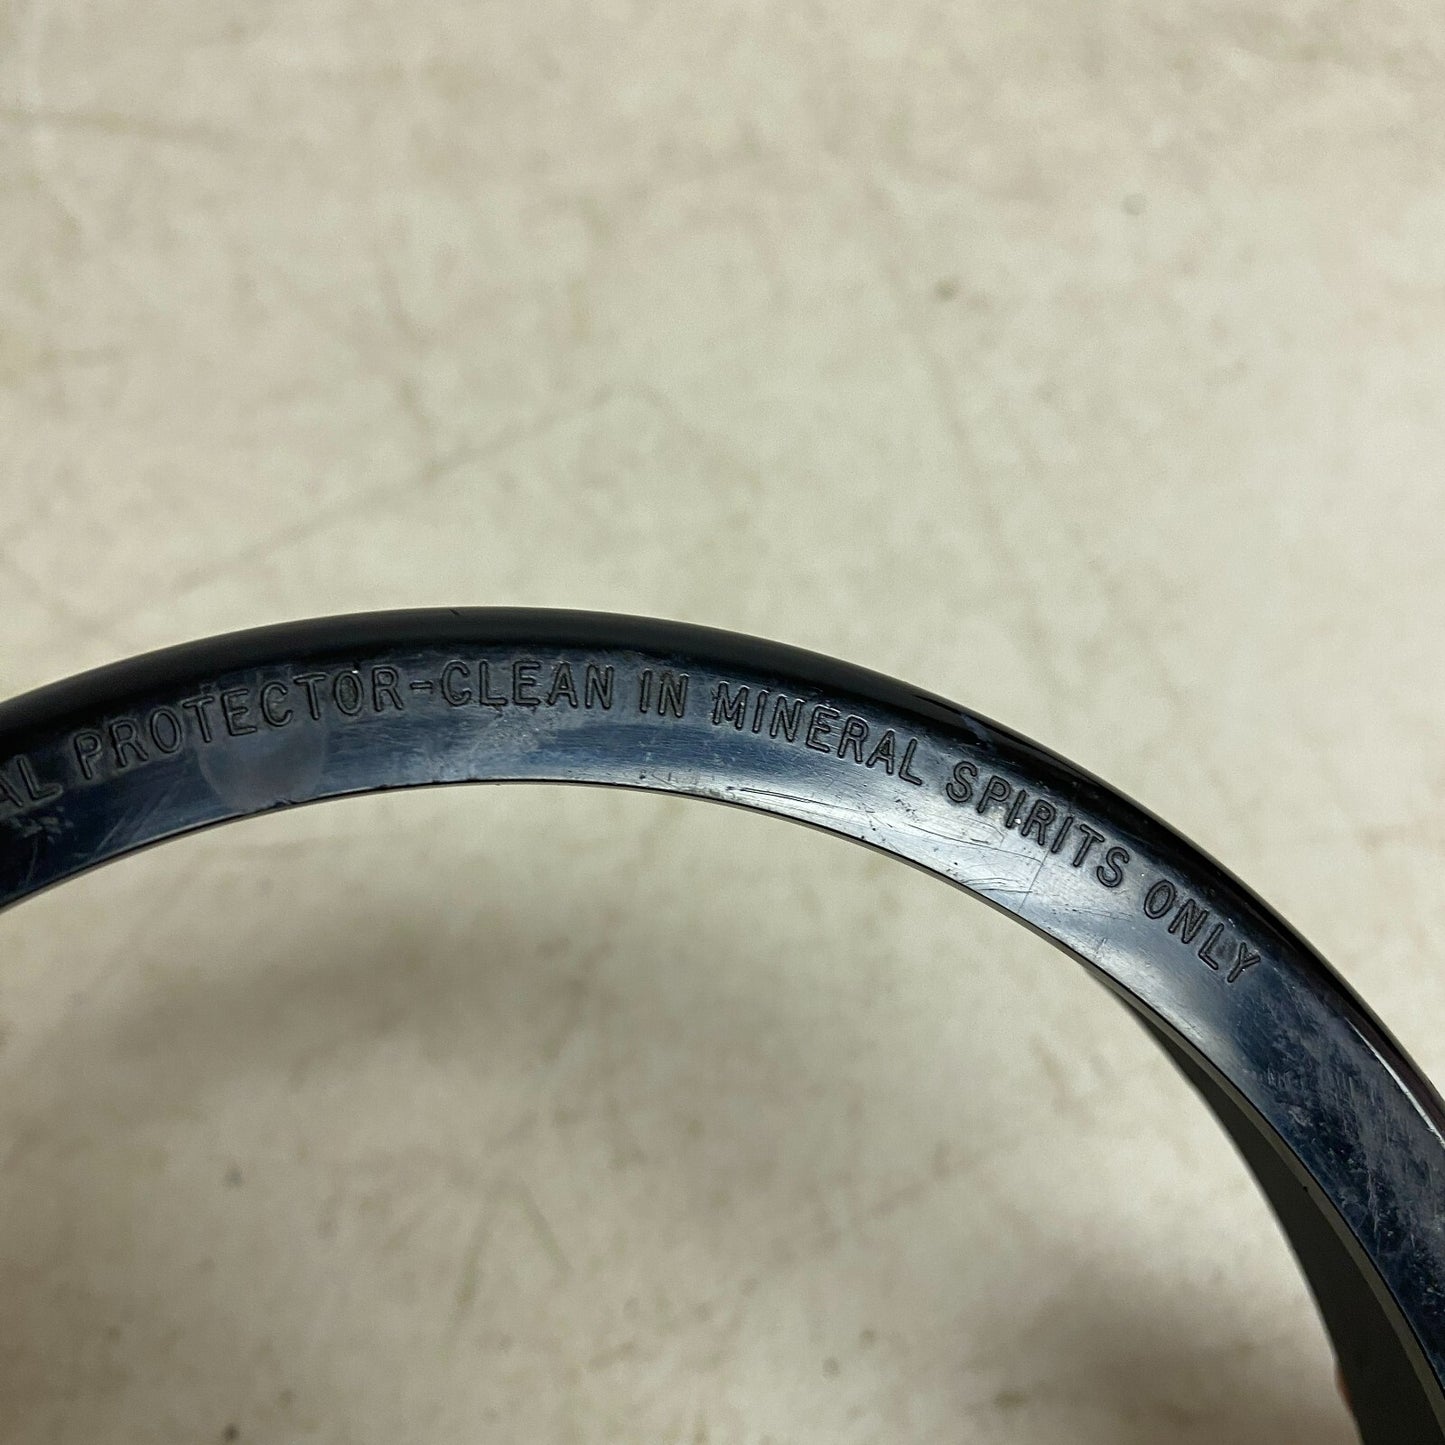 AL PROTECTOR-CLEAN IN MINERAL SPIRITS ONLY